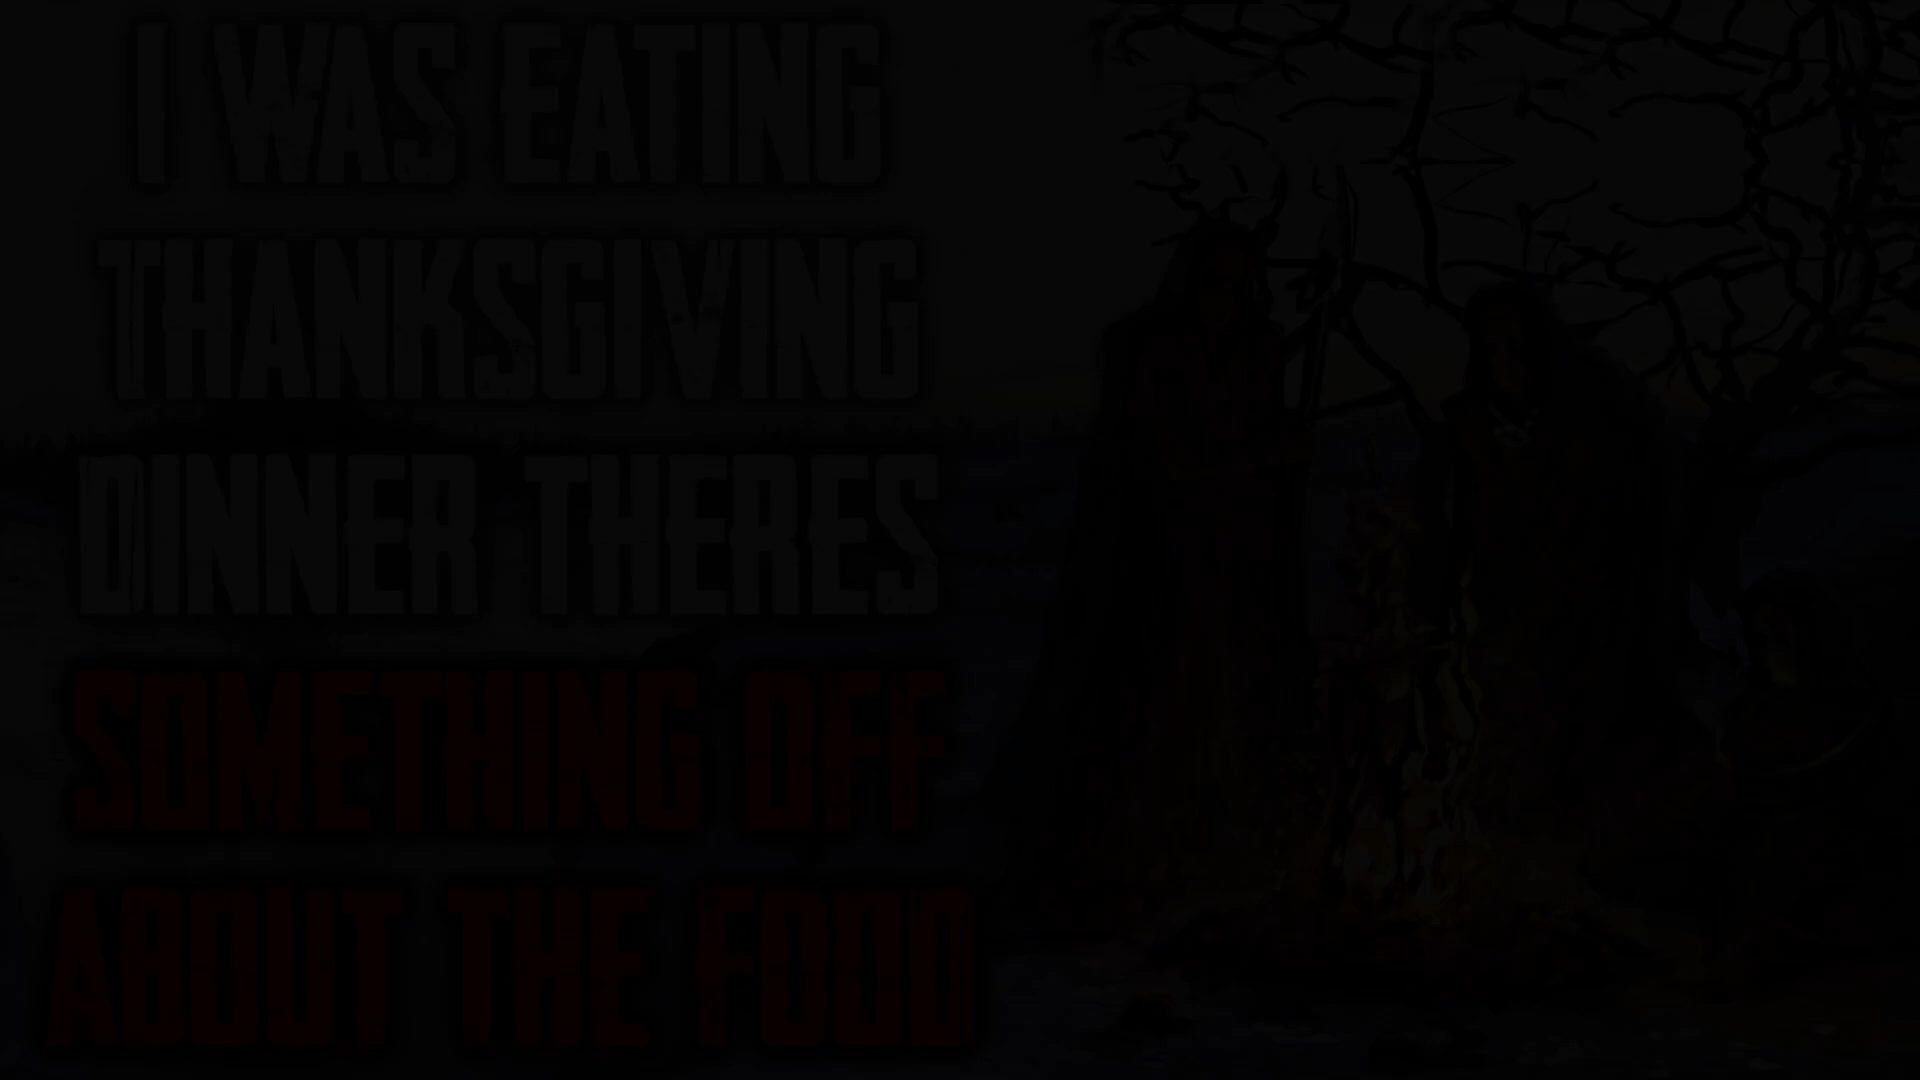 I WAS EATING
THANKSGIVING
DINNER THERES
SOMETHING OFF
ABOUT THE FOOD